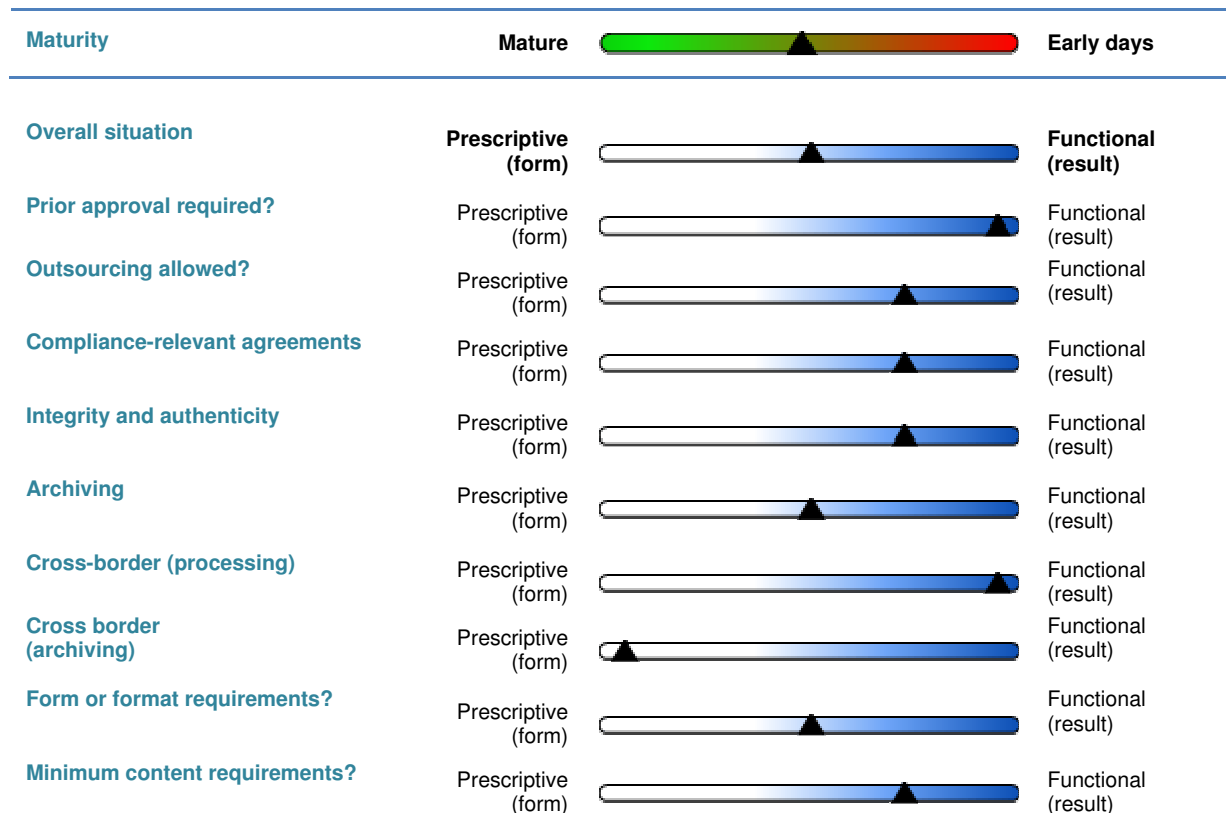 Maturity
Mature
Early days
Overall situation
Prescriptive
(form)
Functional
(result)
Prior approval required?
Prescriptive
(form)
Functional
(result)
Outsourcing allowed?
Prescriptive
(form)
Functional
(result)
Compliance-relevant agreements
Prescriptive
(form)
Functional
(result)
Integrity and authenticity
Prescriptive
(form)
Functional
(result)
Archiving
Prescriptive
(form)
Functional
(result)
Cross-border (processing)
Prescriptive
(form)
Functional
(result)
Cross border
(archiving)
Prescriptive
(form)
Functional
(result)
Form or format requirements?
Prescriptive
(form)
Functional
(result)
Minimum content requirements?
Prescriptive
(form)
Functional
(result)